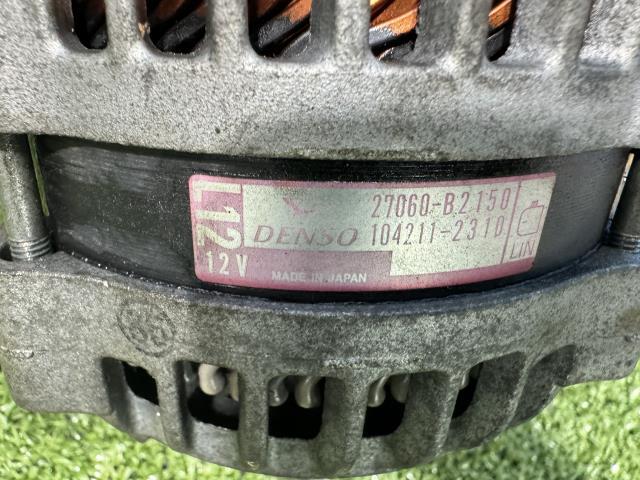 L12
12V
DENSO
27060-B2150
104211-2310
LIN
MADE IN JAPAN